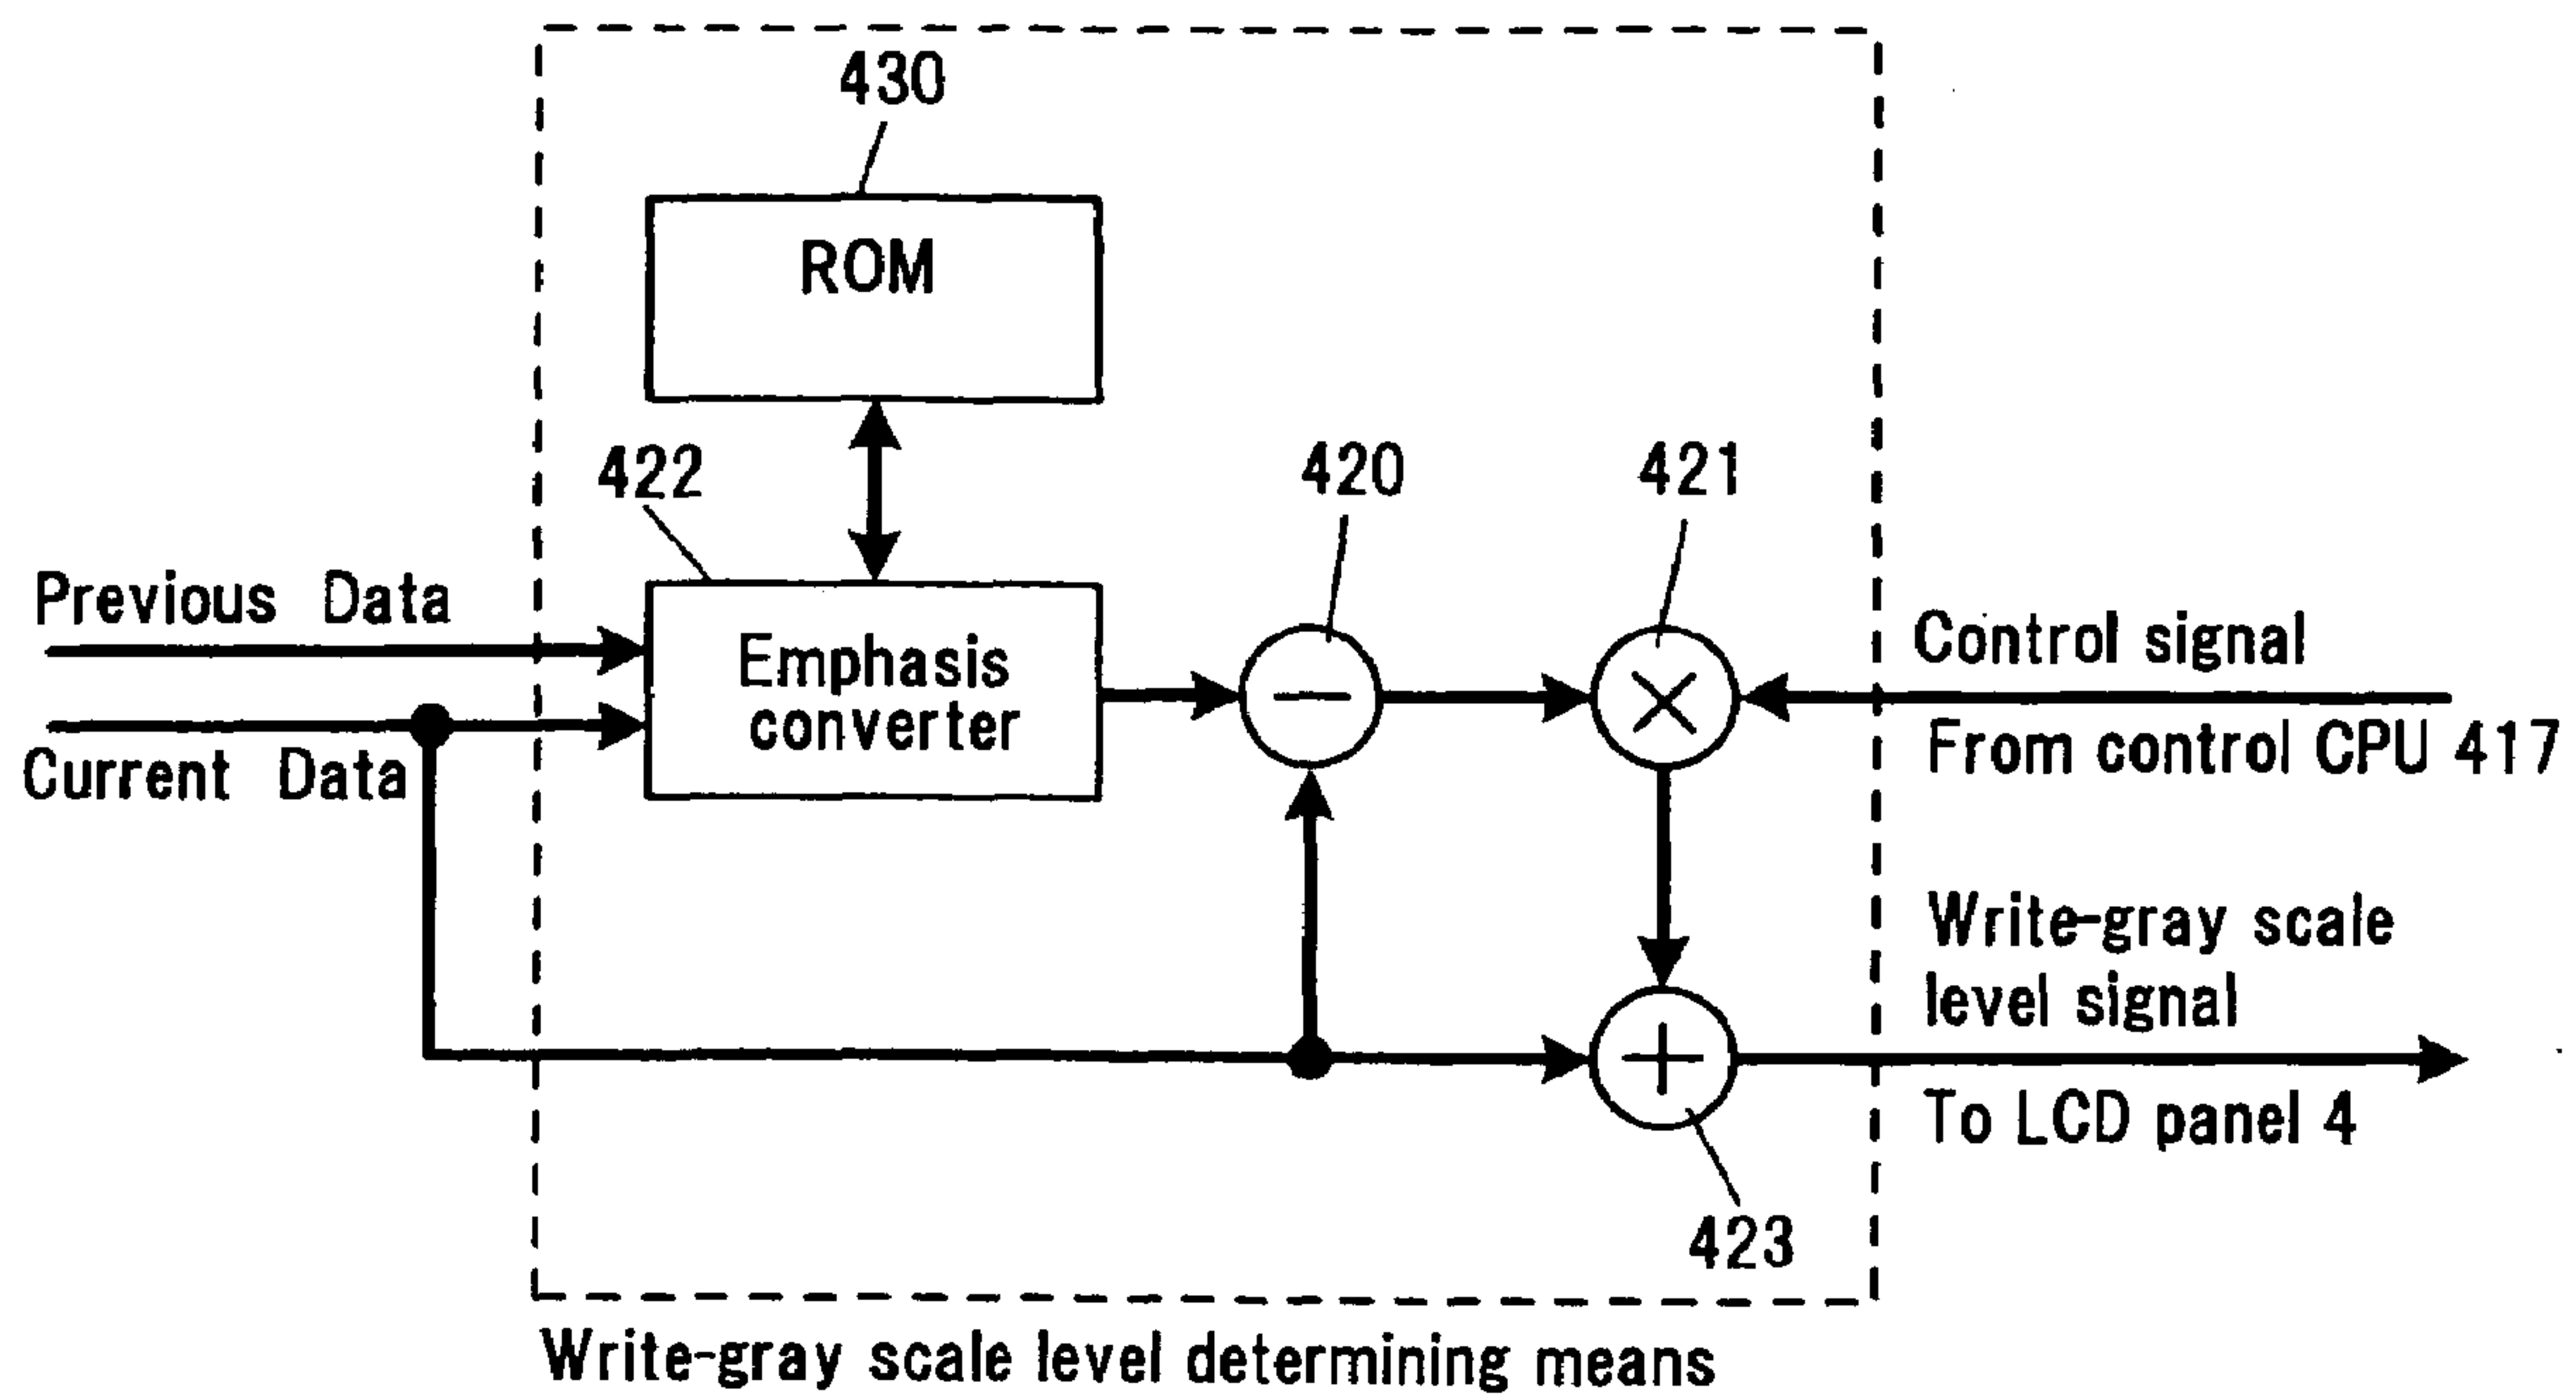 430
ROM
422
420
421
Previous Data
Current Data
Emphasis
converter
Control signal
From control CPU 417
Write-gray scale
level signal
To LCD panel 4
423
Write-gray scale level determining means